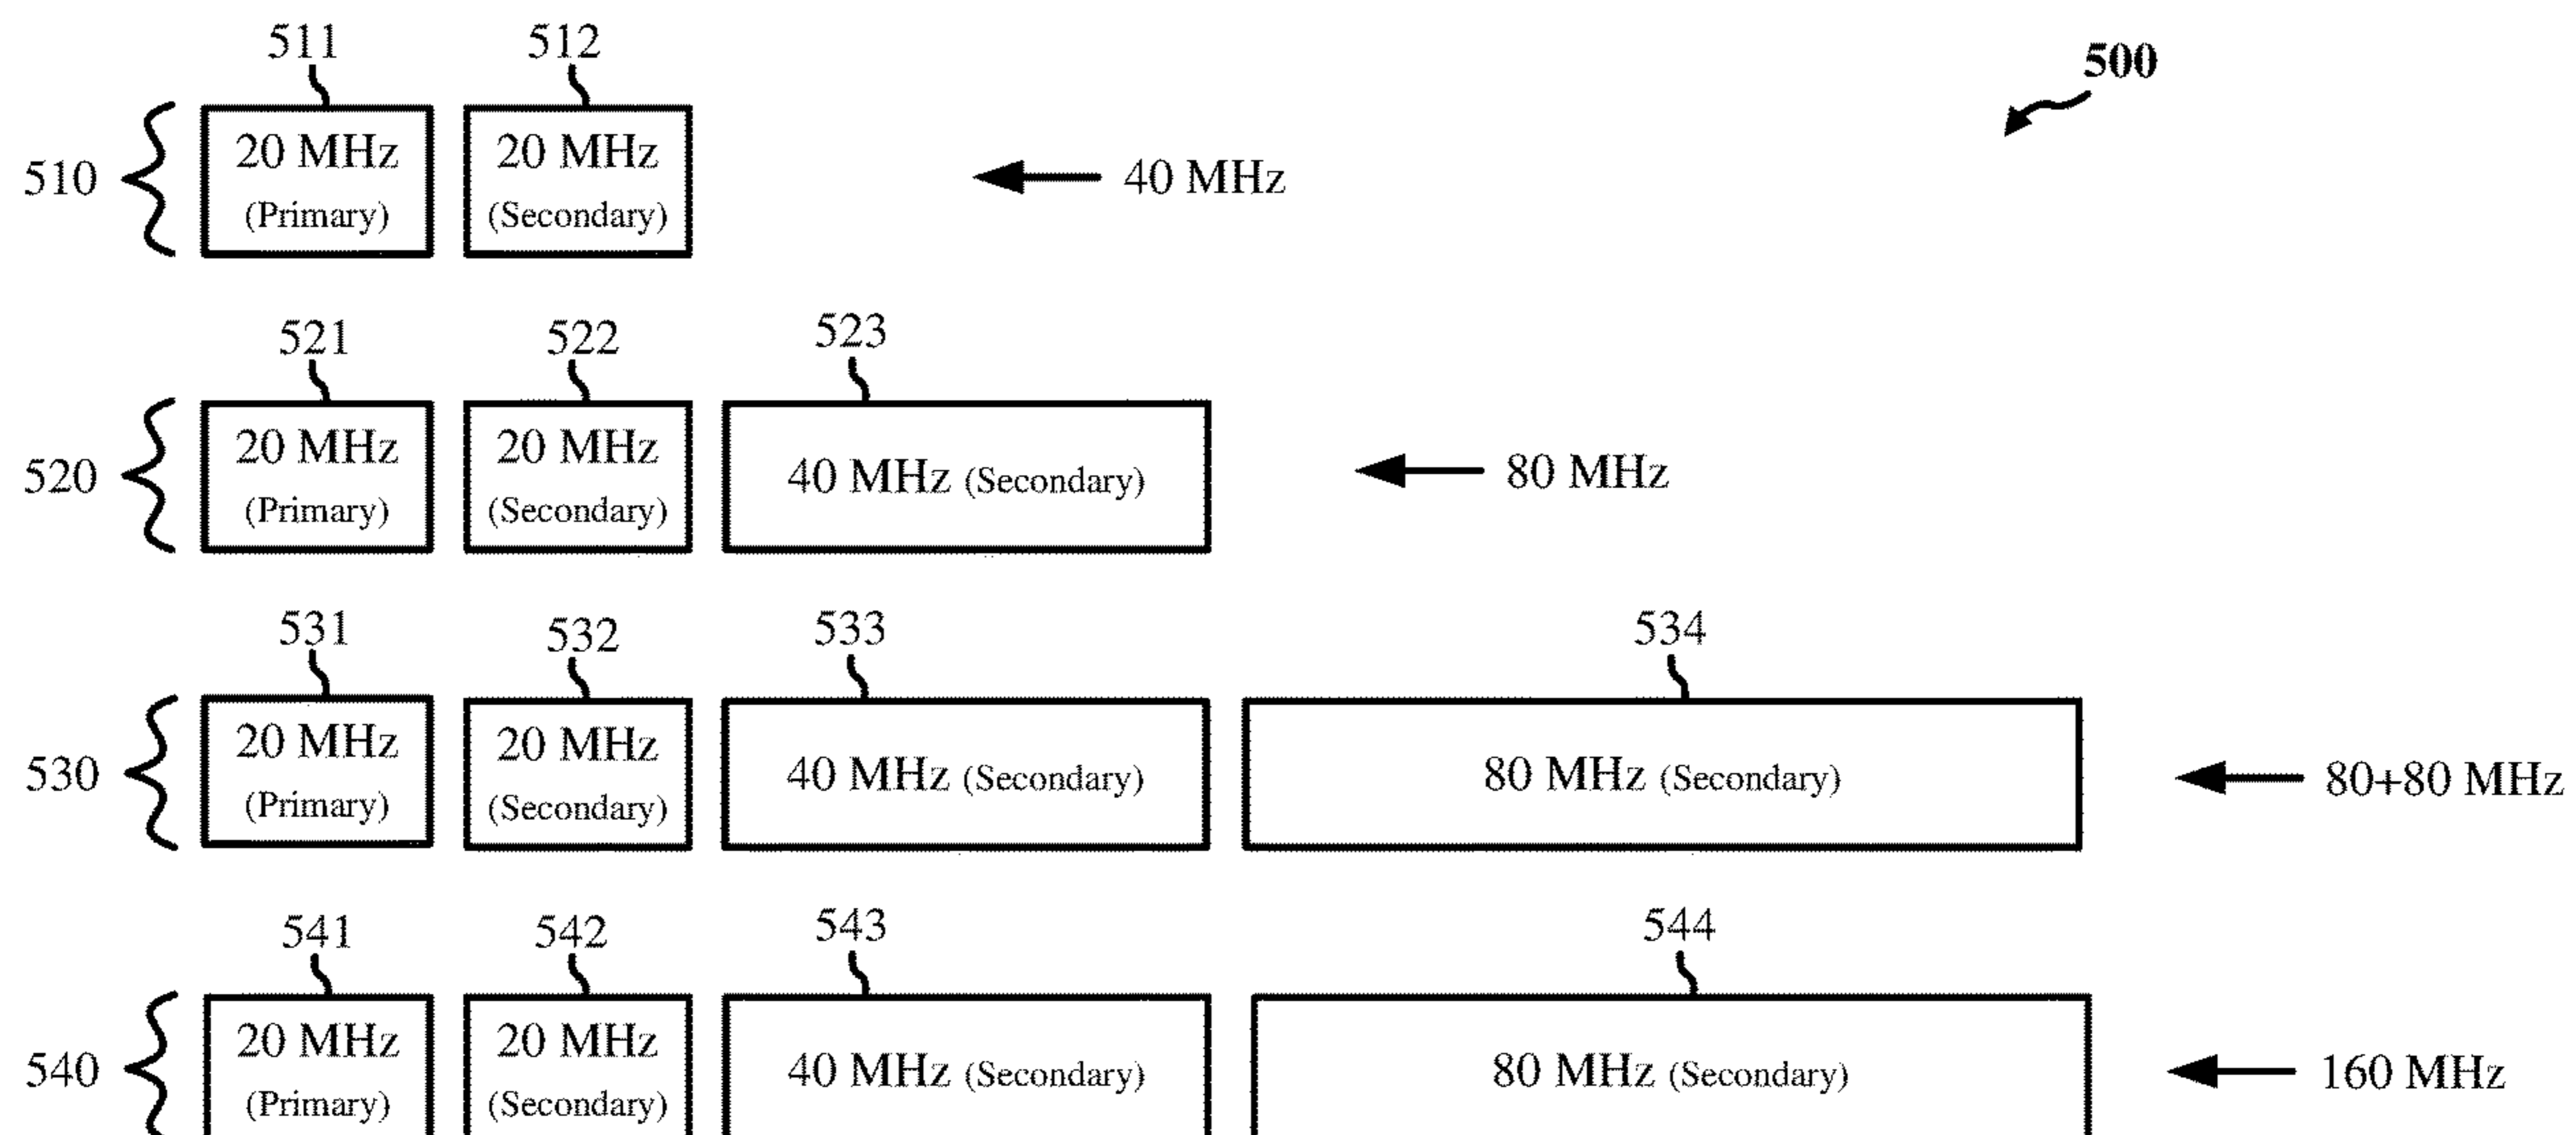 511 512
500
20 MHz 20 MHz
510 40 MHz
(Primary) (Secondary)
521 522 523
20 MHz 20 MHz
520 40 MHz (Secondary) 80 MHz
(Primary) (Secondary)
531 532 533 534
20 MHz 20 MHz
530 40 MHz (Secondary) 80 MHz (Secondary) 80+80 MHz
(Primary) (Secondary)
541 542 543 544
20 MHz 20 MHz
540 40 MHz (Secondary) 80 MHz (Secondary) 160 MHz
(Primary) (Secondary)